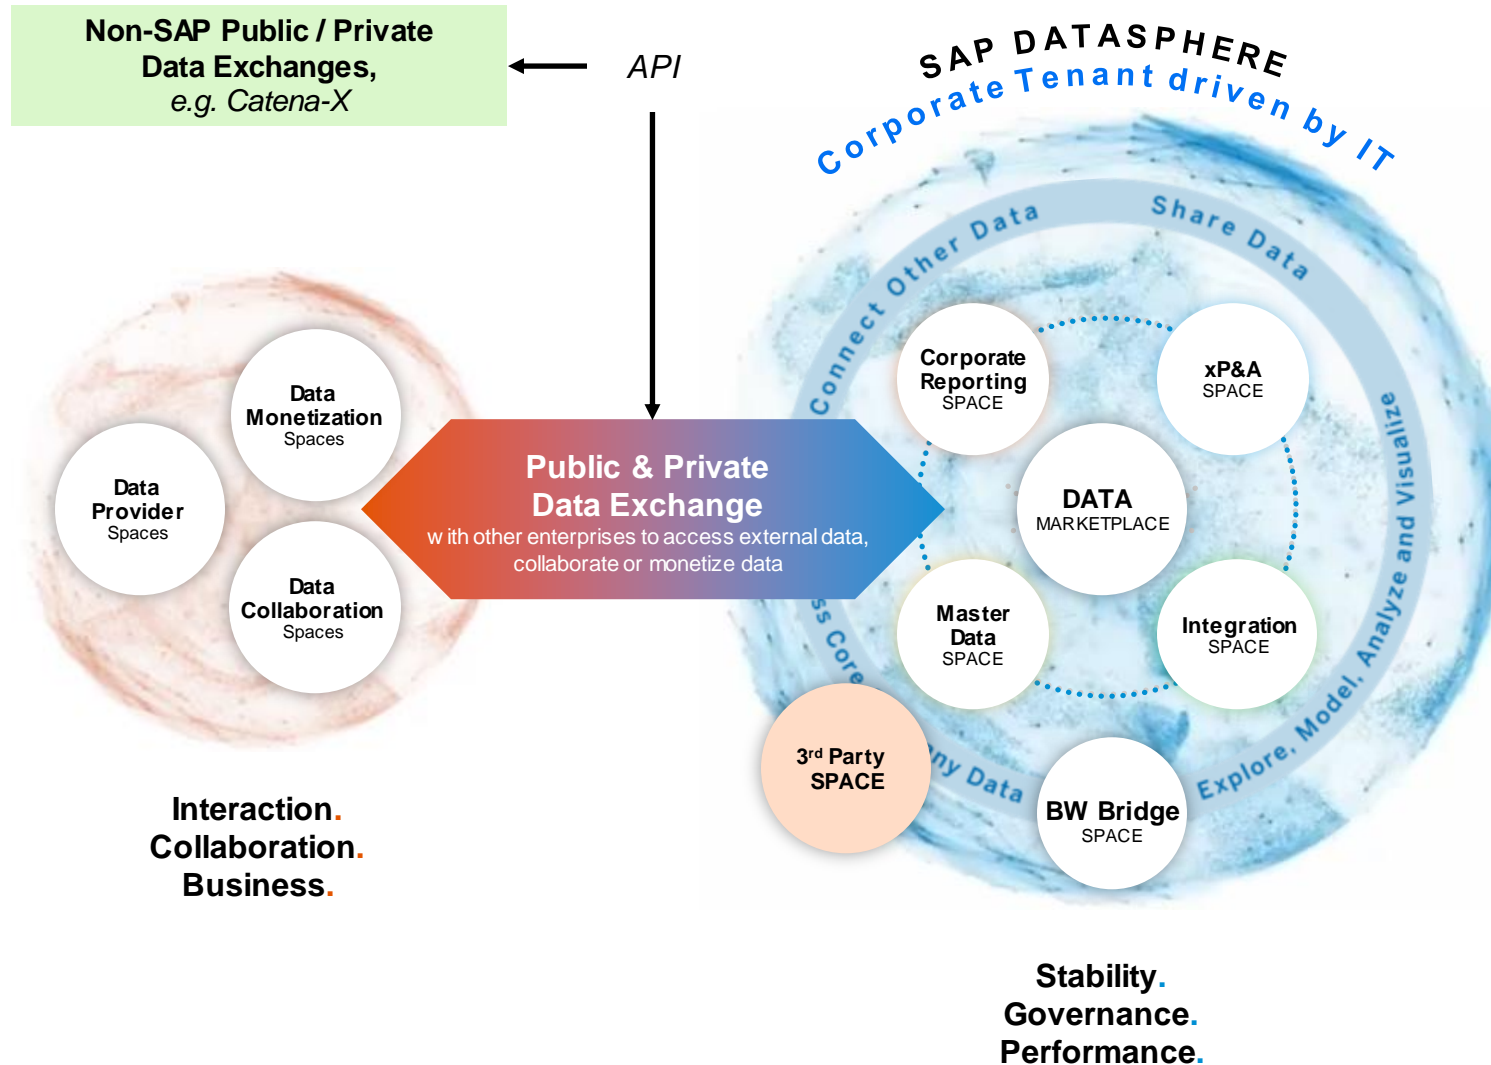 Non-SAP Public / Private
Data Exchanges,
e.g. Catena-X
API
SAP DATASPHERE
Corporate Tenant driven by IT
Connect Other Data
Share Data
Explore, Model, Analyze and Visualize
Core
ny Data
Data
Monetization
Spaces
Data
Provider
Spaces
Data
Collaboration
Spaces
Public & Private
Data Exchange
with other enterprises to access external data,
collaborate or monetize data
Corporate
Reporting
SPACE
xP&A
SPACE
DATA
MARKETPLACE
Master
Data
SPACE
Integration
SPACE
3rd Party
SPACE
BW Bridge
SPACE
Interaction.
Collaboration.
Business.
Stability.
Governance.
Performance.